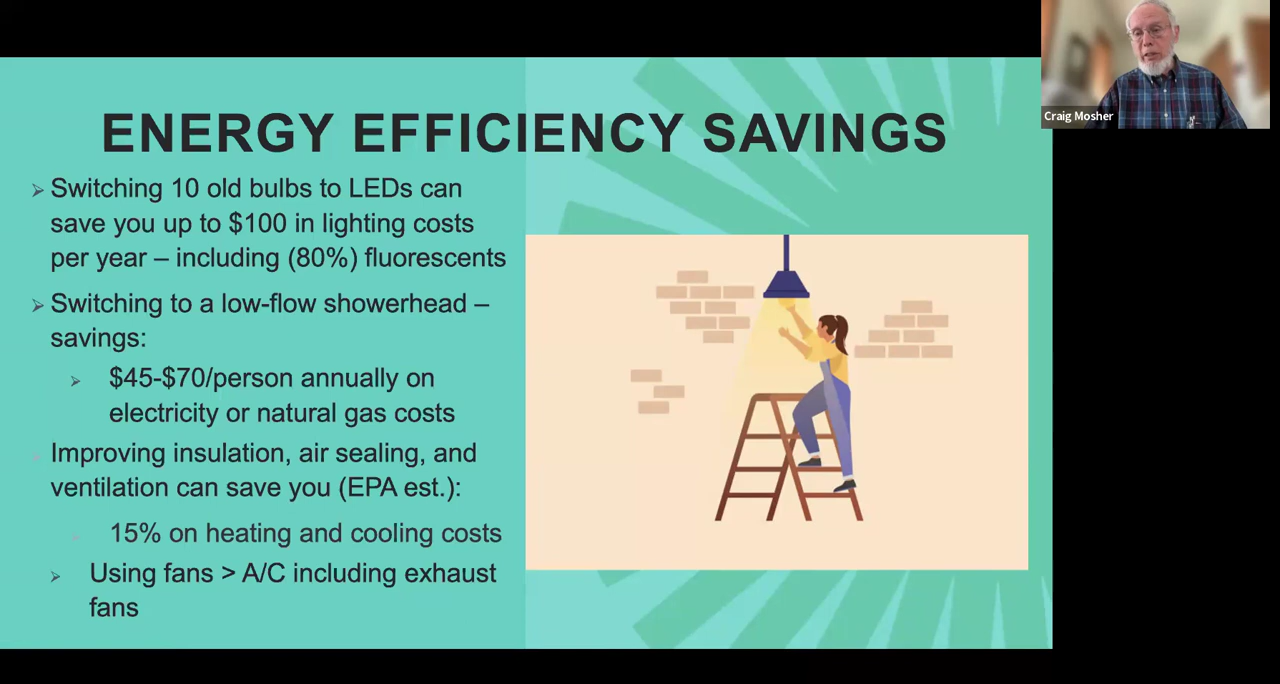 ENERGY EFFICIENCY SAVINGS
Switching 10 old bulbs to LEDs can
save you up to $100 in lighting costs
per year – including (80%) fluorescents
Switching to a low-flow showerhead –
savings:
$45-$70/person annually on
electricity or natural gas costs
Improving insulation, air sealing, and
ventilation can save you (EPA est.):
15% on heating and cooling costs
Using fans > A/C including exhaust
fans
Craig Mosher